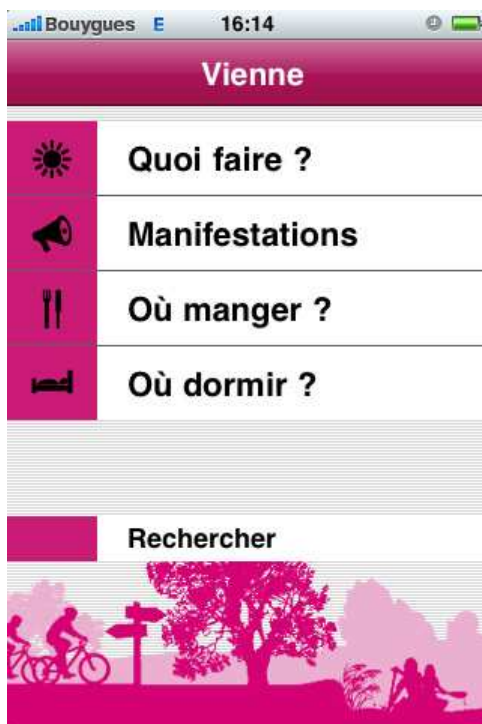 Bouygues E 16:14
Vienne
Quoi faire ?
Manifestations
Où manger ?
Où dormir ?
Rechercher